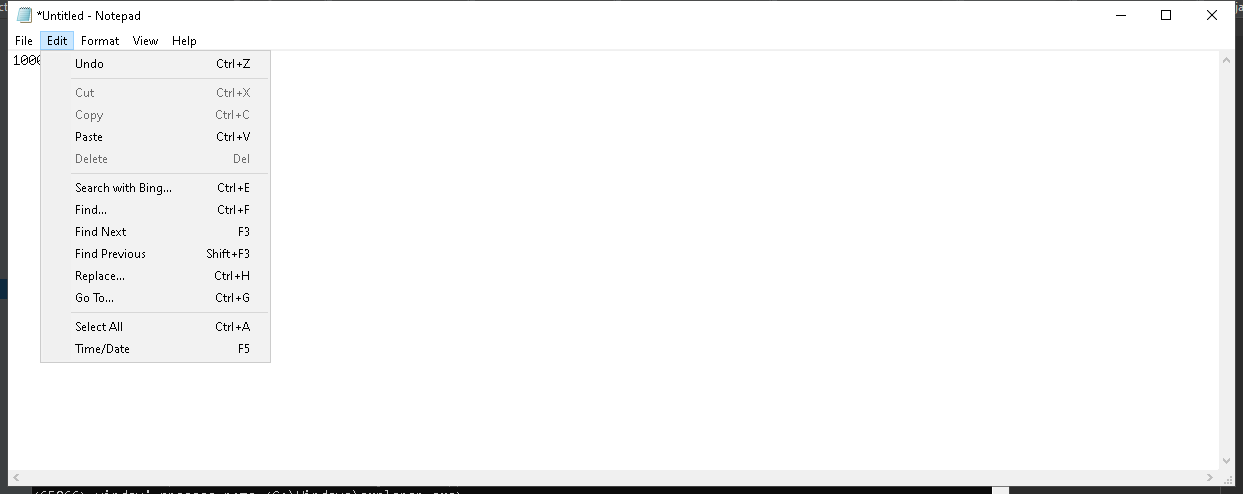 *Untitled - Notepad
File Edit Format View Help
1000
Undo Ctrl+Z
Cut Ctrl+X
Copy Ctrl+C
Paste Ctrl+V
Delete Del
Search with Bing... Ctrl+E
Find... Ctrl+F
Find Next F3
Find Previous Shift+F3
Replace... Ctrl+H
Go To... Ctrl+G
Select All Ctrl+A
Time/Date F5